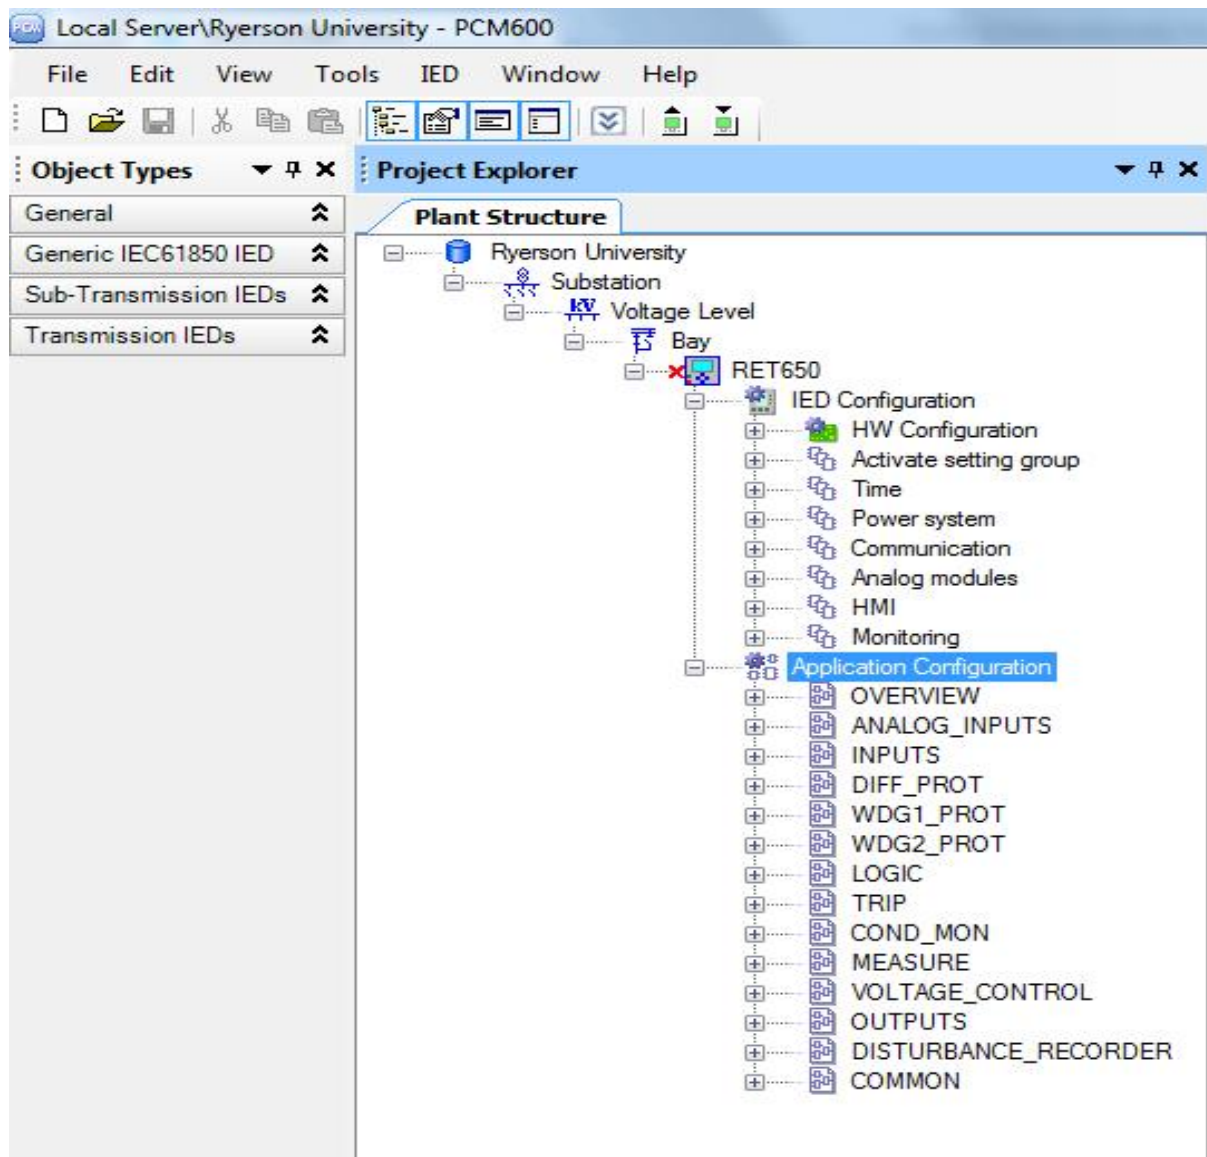 Local Server\Ryerson University - PCM600
File Edit View Tools IED Window Help
Object Types
General
Generic IEC61850 IED
Sub-Transmission IEDs
Transmission IEDs
Project Explorer
Plant Structure
Ryerson University
Substation
kV Voltage Level
Bay
RET650
IED Configuration
HW Configuration
Activate setting group
Time
Power system
Communication
Analog modules
HMI
Monitoring
Application Configuration
OVERVIEW
ANALOG_INPUTS
INPUTS
DIFF_PROT
WDG1_PROT
WDG2_PROT
LOGIC
TRIP
COND_MON
MEASURE
VOLTAGE_CONTROL
OUTPUTS
DISTURBANCE_RECORDER
COMMON